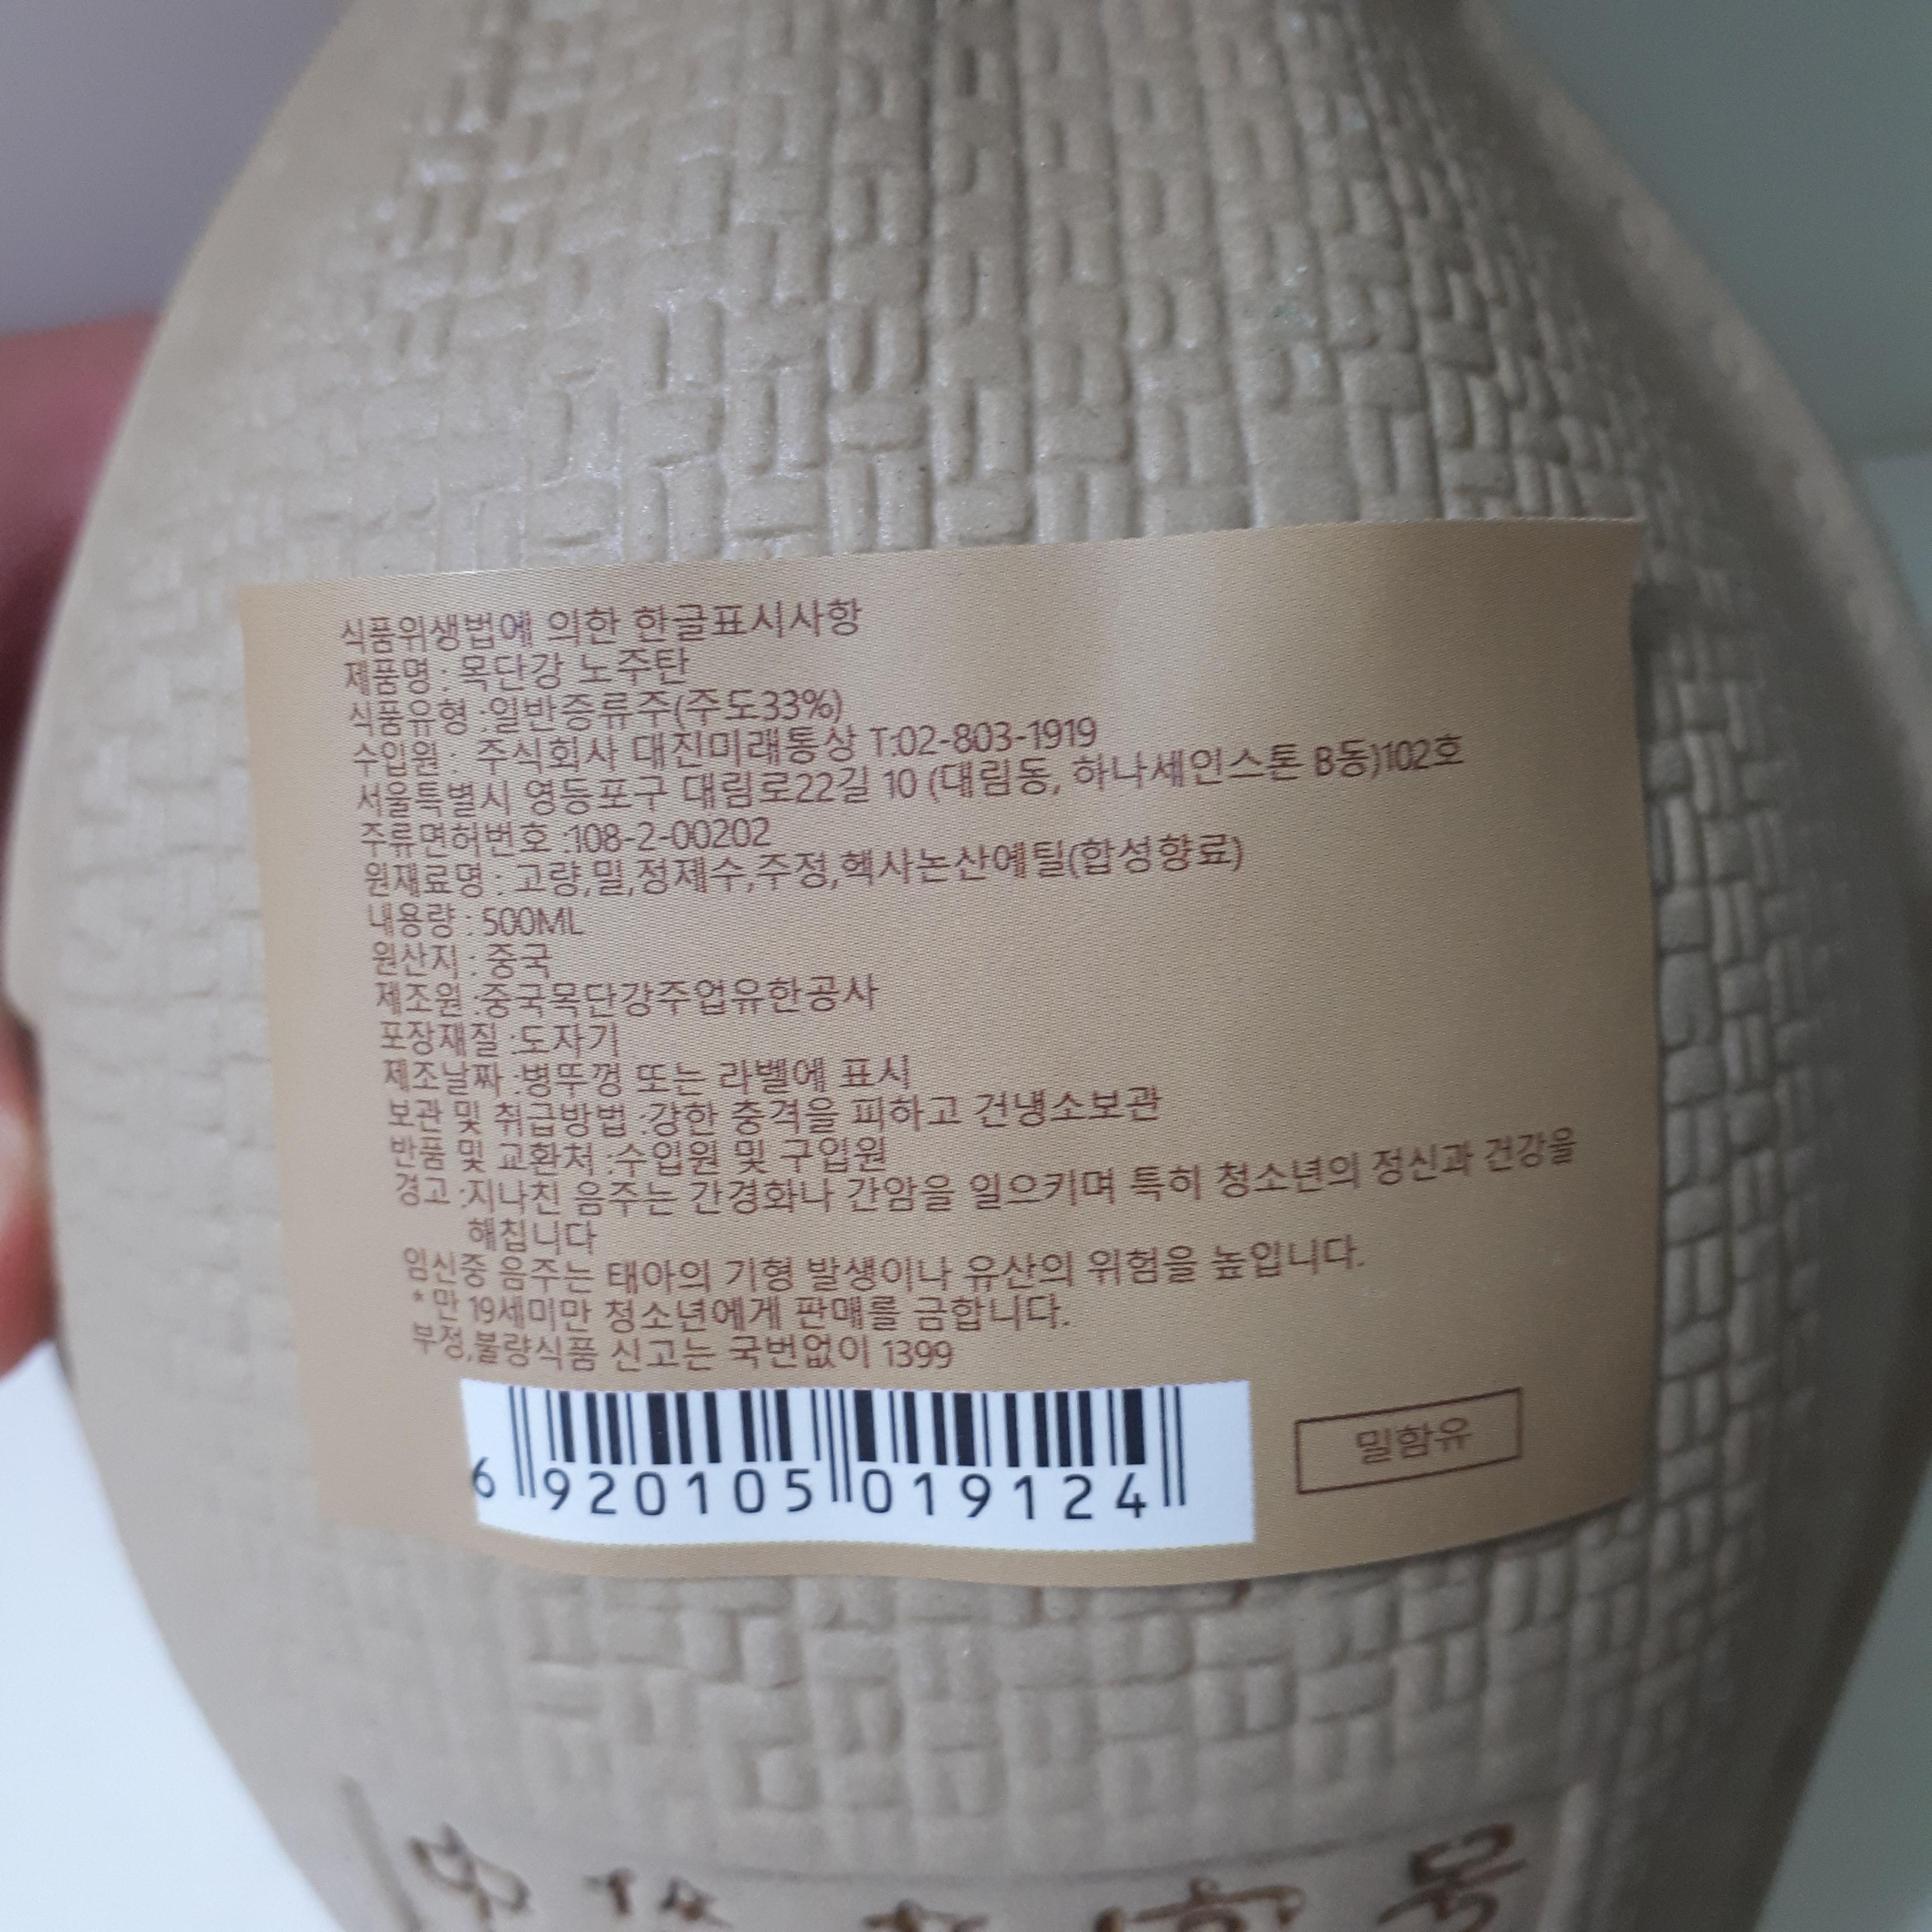 식품위생법에 의한 한글표시사항
제품명 : 목단강 노주탄
식품유형 :일반증류주(주도33%)
수입원 : 주식회사 대진미래통상 T:02-803-1919
서울특별시 영등포구 대림로22길 10 (대림동, 하나세인스톤 B동)102호
주류면허번호 :108-2-00202
원재료명 : 고량,밀,정제수,주정,헥사논산에틸(합성향료)
내용량 : 500ML
원산지 : 중국
제조원 :중국목단강주업유한공사
포장재질 :도자기
제조날짜 :병뚜껑 또는 라벨에 표시
보관 및 취급방법 :강한 충격을 피하고 건냉소보관
반품 및 교환처 :수입원 및 구입원
경고 :지나친 음주는 간경화나 간암을 일으키며 특히 청소년의 정신과 건강을
해칩니다
임신중 음주는 태아의 기형 발생이나 유산의 위험을 높입니다.
* 만 19세미만 청소년에게 판매를 금합니다.
부정,불량식품 신고는 국번없이 1399
6 920105 019124
밀함유